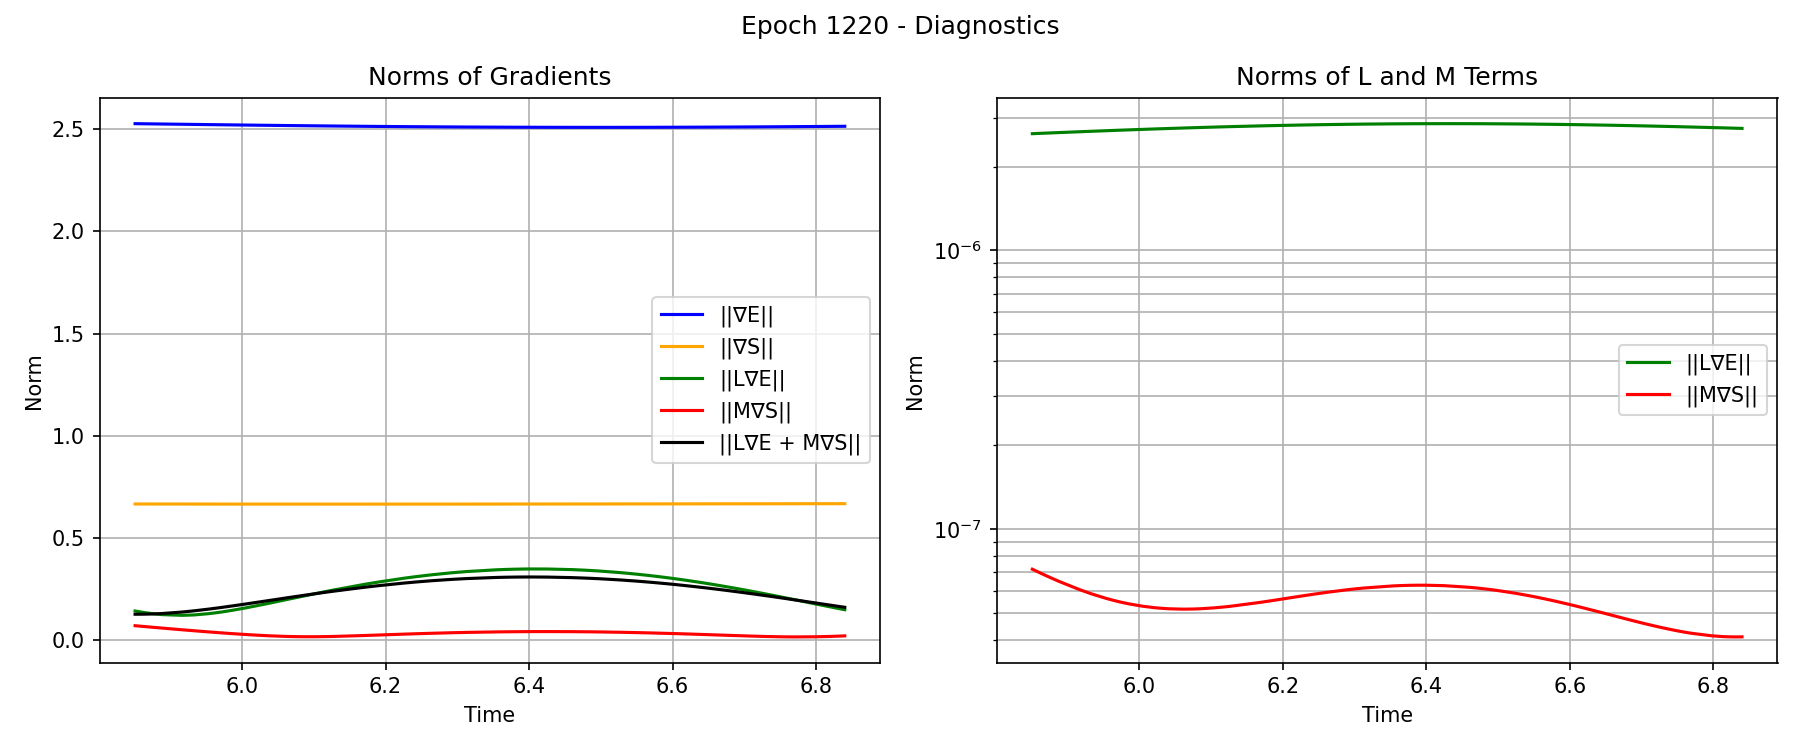 Epoch 1220 - Diagnostics
Norms of Gradients
Norm
2.5
2.0
1.5
1.0
0.5
0.0
||∇E||
||∇S||
||L∇E||
||M∇S||
||L∇E + M∇S||
6.0 6.2 6.4 6.6 6.8
Time
Norms of L and M Terms
Norm
10⁻⁶
10⁻⁷
||L∇E||
||M∇S||
6.0 6.2 6.4 6.6 6.8
Time